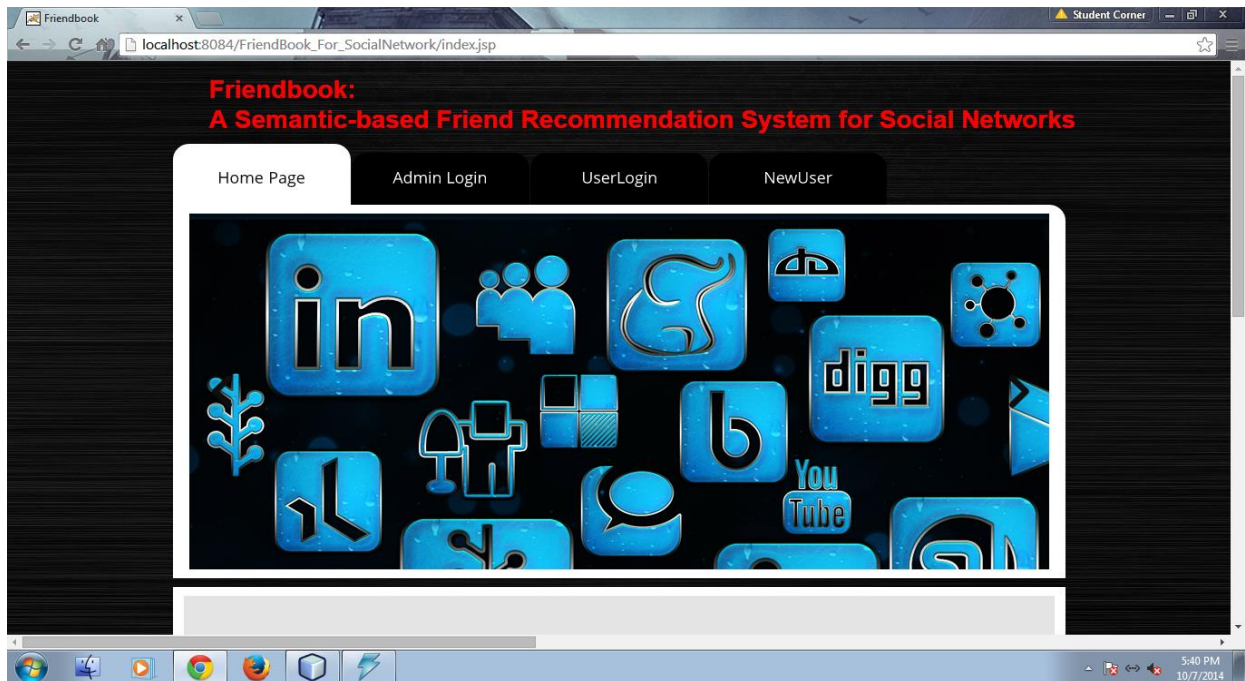 Friendbook
Student Corner
localhost:8084/FriendBook_For_SocialNetwork/index.jsp
Friendbook:
A Semantic-based Friend Recommendation System for Social Networks
Home Page
Admin Login
UserLogin
NewUser
in
digg
b
You
Tube
5:40 PM
10/7/2014